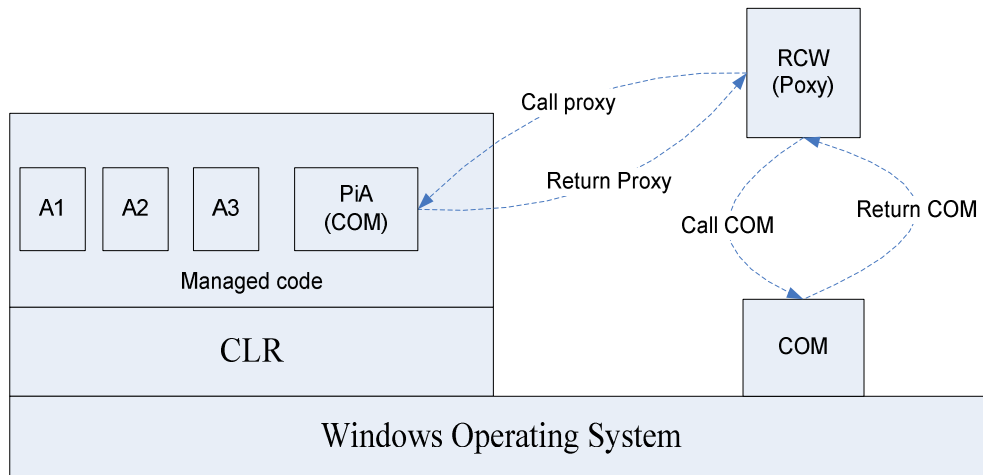 RCW
(Poxy)
Call proxy
A1
A2
A3
PiA
(COM)
Return Proxy
Call COM
Return COM
Managed code
CLR
COM
Windows Operating System